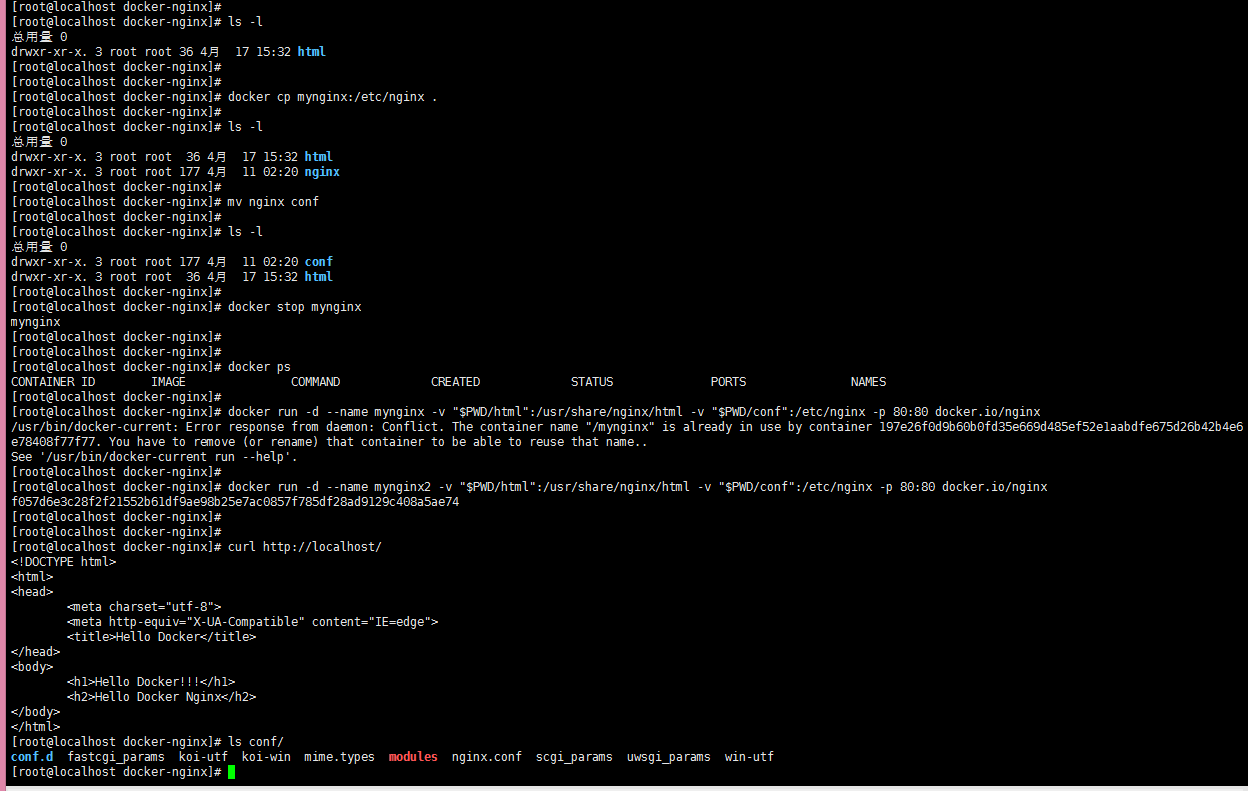 [root@localhost docker-nginx]#
[root@localhost docker-nginx]# ls -l
总用量 0
drwxr-xr-x. 3 root root 36 4月  17 15:32 html
[root@localhost docker-nginx]#
[root@localhost docker-nginx]#
[root@localhost docker-nginx]# docker cp mynginx:/etc/nginx .
[root@localhost docker-nginx]#
[root@localhost docker-nginx]# ls -l
总用量 0
drwxr-xr-x. 3 root root  36 4月  17 15:32 html
drwxr-xr-x. 3 root root 177 4月  11 02:20 nginx
[root@localhost docker-nginx]#
[root@localhost docker-nginx]# mv nginx conf
[root@localhost docker-nginx]#
[root@localhost docker-nginx]# ls -l
总用量 0
drwxr-xr-x. 3 root root 177 4月  11 02:20 conf
drwxr-xr-x. 3 root root  36 4月  17 15:32 html
[root@localhost docker-nginx]#
[root@localhost docker-nginx]# docker stop mynginx
mynginx
[root@localhost docker-nginx]#
[root@localhost docker-nginx]#
[root@localhost docker-nginx]# docker ps
CONTAINER ID        IMAGE               COMMAND             CREATED             STATUS              PORTS               NAMES
[root@localhost docker-nginx]#
[root@localhost docker-nginx]# docker run -d --name mynginx -v "$PWD/html":/usr/share/nginx/html -v "$PWD/conf":/etc/nginx -p 80:80 docker.io/nginx
/usr/bin/docker-current: Error response from daemon: Conflict. The container name "/mynginx" is already in use by container 197e26f0d9b60b0fd35e669d485ef52e1aabdfe675d26b42b4e6
e78408f77f77. You have to remove (or rename) that container to be able to reuse that name..
See '/usr/bin/docker-current run --help'.
[root@localhost docker-nginx]#
[root@localhost docker-nginx]# docker run -d --name mynginx2 -v "$PWD/html":/usr/share/nginx/html -v "$PWD/conf":/etc/nginx -p 80:80 docker.io/nginx
f057d6e3c28f2f21552b61df9ae98b25e7ac0857f785df28ad9129c408a5ae74
[root@localhost docker-nginx]#
[root@localhost docker-nginx]#
[root@localhost docker-nginx]# curl http://localhost/
<!DOCTYPE html>
<html>
<head>
        <meta charset="utf-8">
        <meta http-equiv="X-UA-Compatible" content="IE=edge">
        <title>Hello Docker</title>
</head>
<body>
        <h1>Hello Docker!!!</h1>
        <h2>Hello Docker Nginx</h2>
</body>
</html>
[root@localhost docker-nginx]# ls conf/
conf.d  fastcgi_params  koi-utf  koi-win  mime.types  modules  nginx.conf  scgi_params  uwsgi_params  win-utf
[root@localhost docker-nginx]#